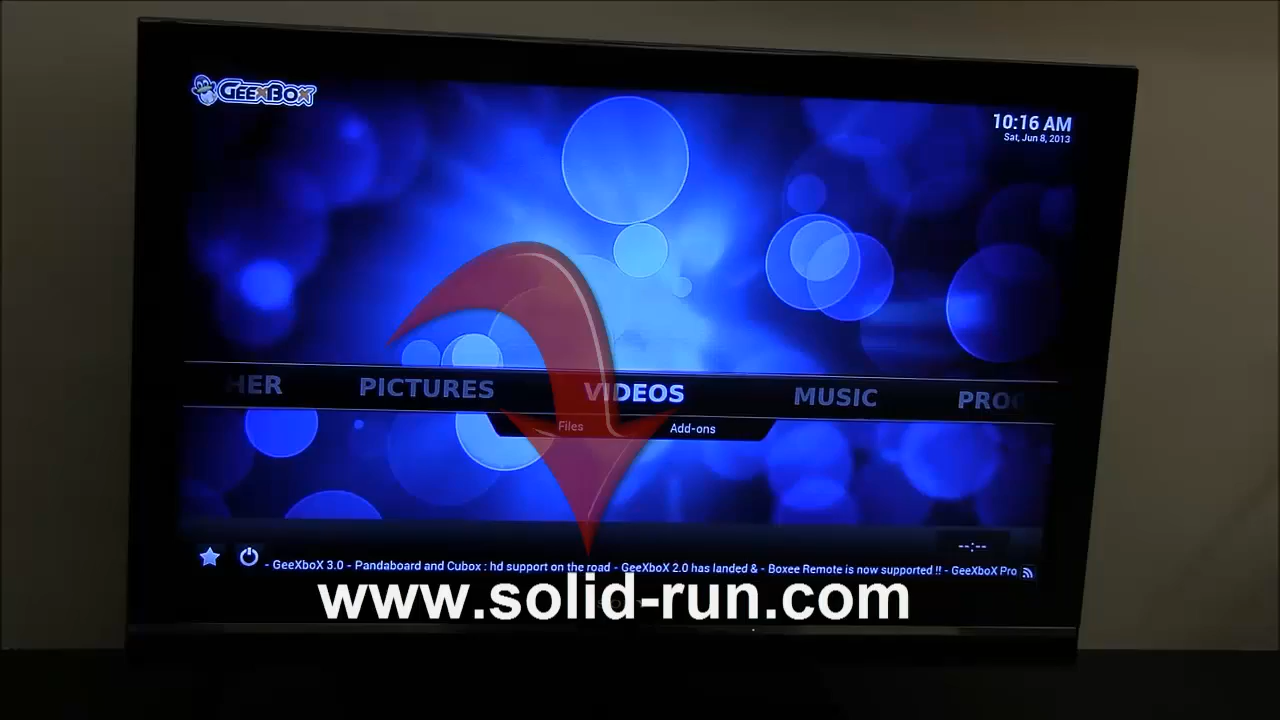 GEEXBOX
10:16 AM
Sat, Jun 8, 2013
HER PICTURES VIDEOS MUSIC PROG
Files Add-ons
--:--
- GeeXboX 3.0 - Pandaboard and Cubox : hd support on the road - GeeXboX 2.0 has landed & - Boxee Remote is now supported !! - GeeXboX Pro
www.solid-run.com